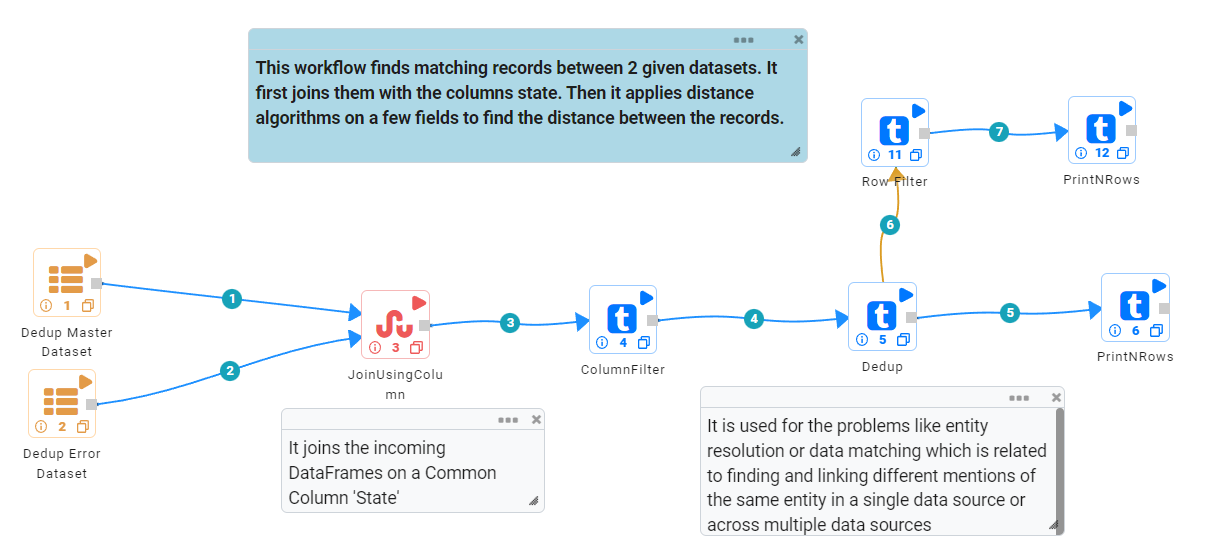 This workflow finds matching records between 2 given datasets. It
first joins them with the columns state. Then it applies distance
algorithms on a few fields to find the distance between the records.
11
Row Filter
7
12
PrintNRows
6
1
Dedup Master
Dataset
1
2
Dedup Error
Dataset
2
3
JoinUsingColu
mn
3
4
ColumnFilter
4
5
Dedup
5
6
PrintNRows
It joins the incoming
DataFrames on a Common
Column 'State'
It is used for the problems like entity
resolution or data matching which is related
to finding and linking different mentions of
the same entity in a single data source or
across multiple data sources